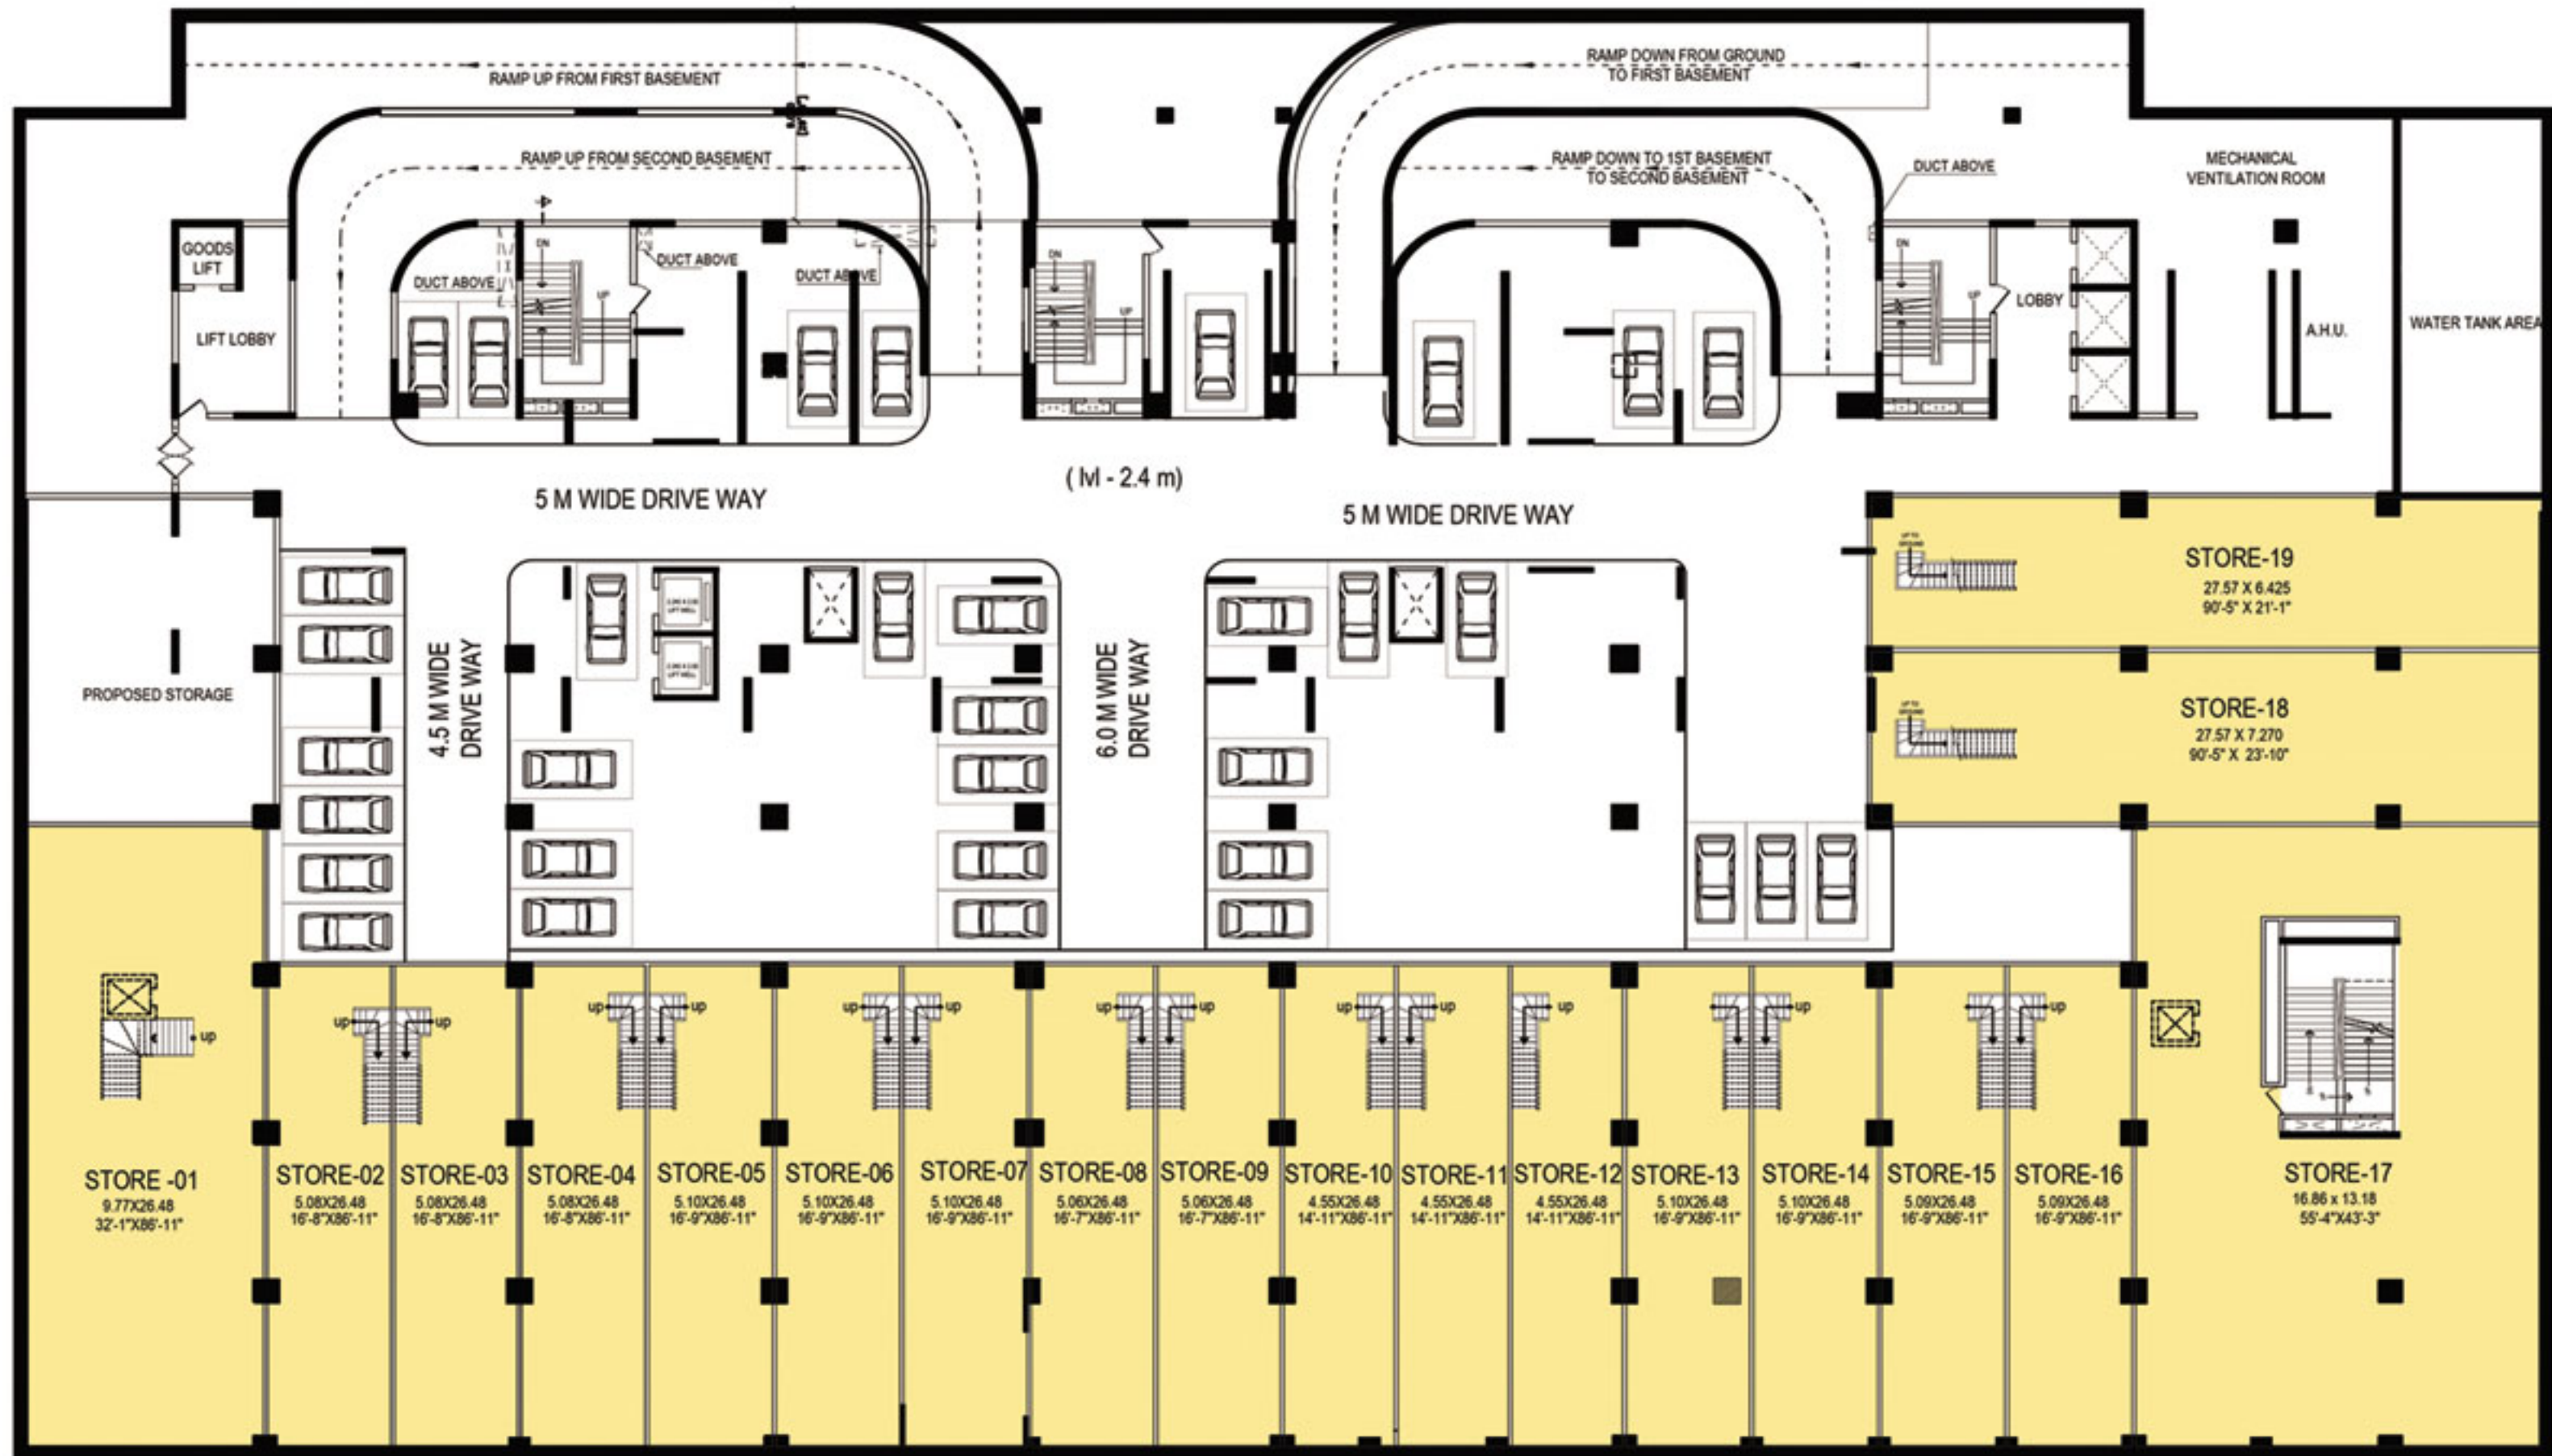 RAMP UP FROM FIRST BASEMENT
RAMP DOWN FROM GROUND
TO FIRST BASEMENT
RAMP UP FROM SECOND BASEMENT
RAMP DOWN TO 1ST BASEMENT
TO SECOND BASEMENT
DUCT ABOVE
MECHANICAL
VENTILATION ROOM
GOODS
LIFT
LIFT LOBBY
DUCT ABOVE
DN
UP
DUCT ABOVE
DUCT ABOVE
DN
UP
DN
UP
LOBBY
A.H.U.
WATER TANK AREA
( lvl - 2.4 m)
5 M WIDE DRIVE WAY
5 M WIDE DRIVE WAY
PROPOSED STORAGE
4.5 M WIDE
DRIVE WAY
LIFT WELL
LIFT WELL
6.0 M WIDE
DRIVE WAY
UP TO
GROUND
STORE-19
27.57 X 6.425
90'-5" X 21'-1"
UP TO
GROUND
STORE-18
27.57 X 7.270
90'-5" X 23'-10"
up
up
up
up
up
up
up
up
up
up
up
up
up
up
STORE -01
9.77X26.48
32'-1"X86'-11"
STORE-02
5.08X26.48
16'-8"X86'-11"
STORE-03
5.08X26.48
16'-8"X86'-11"
STORE-04
5.08X26.48
16'-8"X86'-11"
STORE-05
5.10X26.48
16'-9"X86'-11"
STORE-06
5.10X26.48
16'-9"X86'-11"
STORE-07
5.10X26.48
16'-9"X86'-11"
STORE-08
5.06X26.48
16'-7"X86'-11"
STORE-09
5.06X26.48
16'-7"X86'-11"
STORE-10
4.55X26.48
14'-11"X86'-11"
STORE-11
4.55X26.48
14'-11"X86'-11"
STORE-12
4.55X26.48
14'-11"X86'-11"
STORE-13
5.10X26.48
16'-9"X86'-11"
STORE-14
5.10X26.48
16'-9"X86'-11"
STORE-15
5.09X26.48
16'-9"X86'-11"
STORE-16
5.09X26.48
16'-9"X86'-11"
STORE-17
16.86 x 13.18
55'-4"X43'-3"